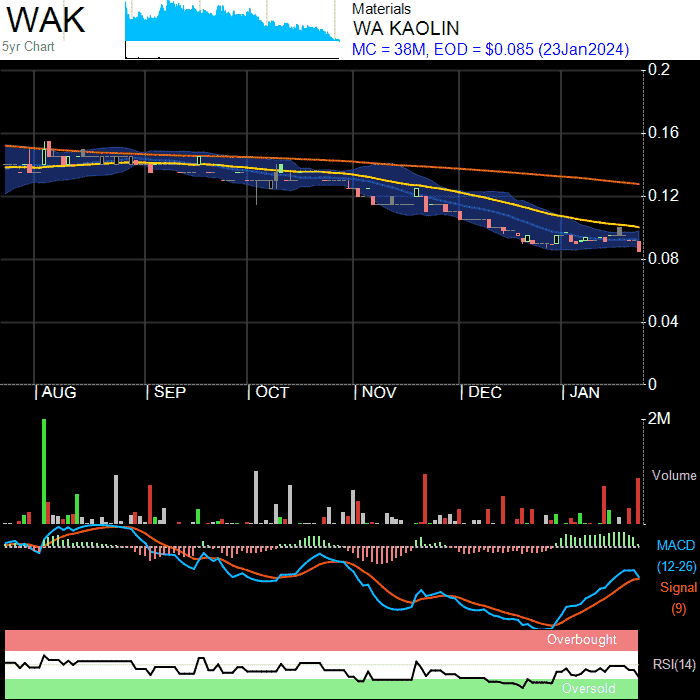 WAK
5yr Chart
Materials
WA KAOLIN
MC = 38M, EOD = $0.085 (23Jan2024)
0.2
0.16
0.12
0.08
0.04
0
AUG SEP OCT NOV DEC JAN
2M
Volume
MACD
(12-26)
Signal
(9)
Overbought
RSI(14)
Oversold